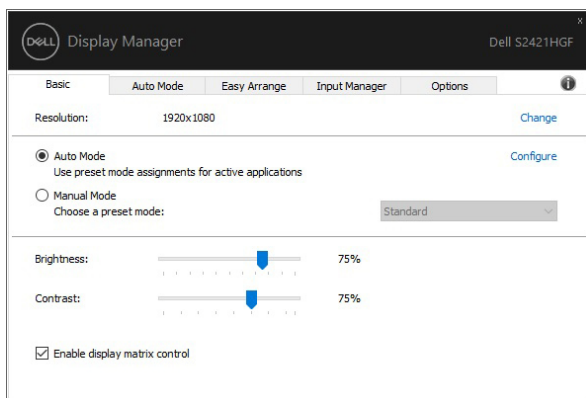 x
DELL Display Manager Dell S2421HGF
Basic Auto Mode Easy Arrange Input Manager Options i
Resolution: 1920x1080 Change
Auto Mode Configure
Use preset mode assignments for active applications
Manual Mode
Choose a preset mode: Standard
Brightness: 75%
Contrast: 75%
Enable display matrix control